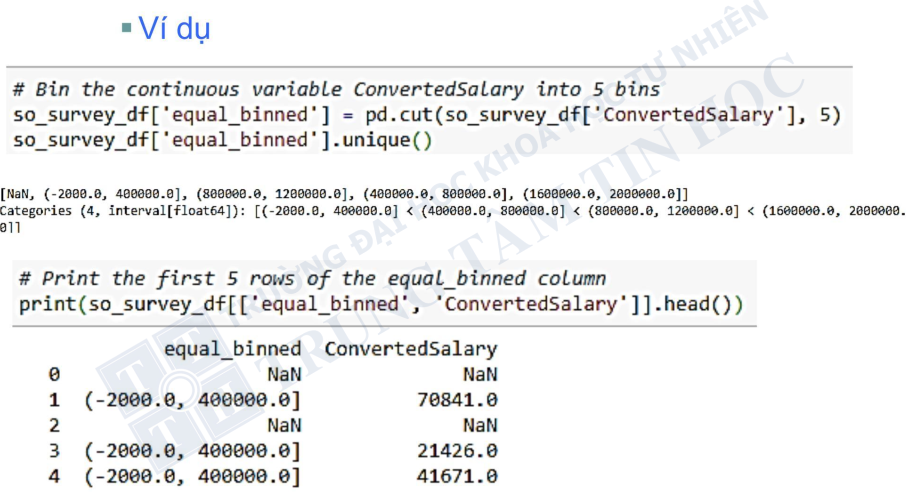 Ví dụ
# Bin the continuous variable ConvertedSalary into 5 bins
so_survey_df['equal_binned'] = pd.cut(so_survey_df['ConvertedSalary'], 5)
so_survey_df['equal_binned'].unique()
[NaN, (-2000.0, 400000.0], (800000.0, 1200000.0], (400000.0, 800000.0], (1600000.0, 2000000.0]]
Categories (4, interval[float64]): [(-2000.0, 400000.0] < (400000.0, 800000.0] < (800000.0, 1200000.0] < (1600000.0, 2000000.
0]]
# Print the first 5 rows of the equal_binned column
print(so_survey_df[['equal_binned', 'ConvertedSalary']].head())
equal_binned ConvertedSalary
0 NaN NaN
1 (-2000.0, 400000.0] 70841.0
2 NaN NaN
3 (-2000.0, 400000.0] 21426.0
4 (-2000.0, 400000.0] 41671.0
TRƯỜNG ĐẠI HỌC KHOA HỌC TỰ NHIÊN
TRUNG TÂM TIN HỌC